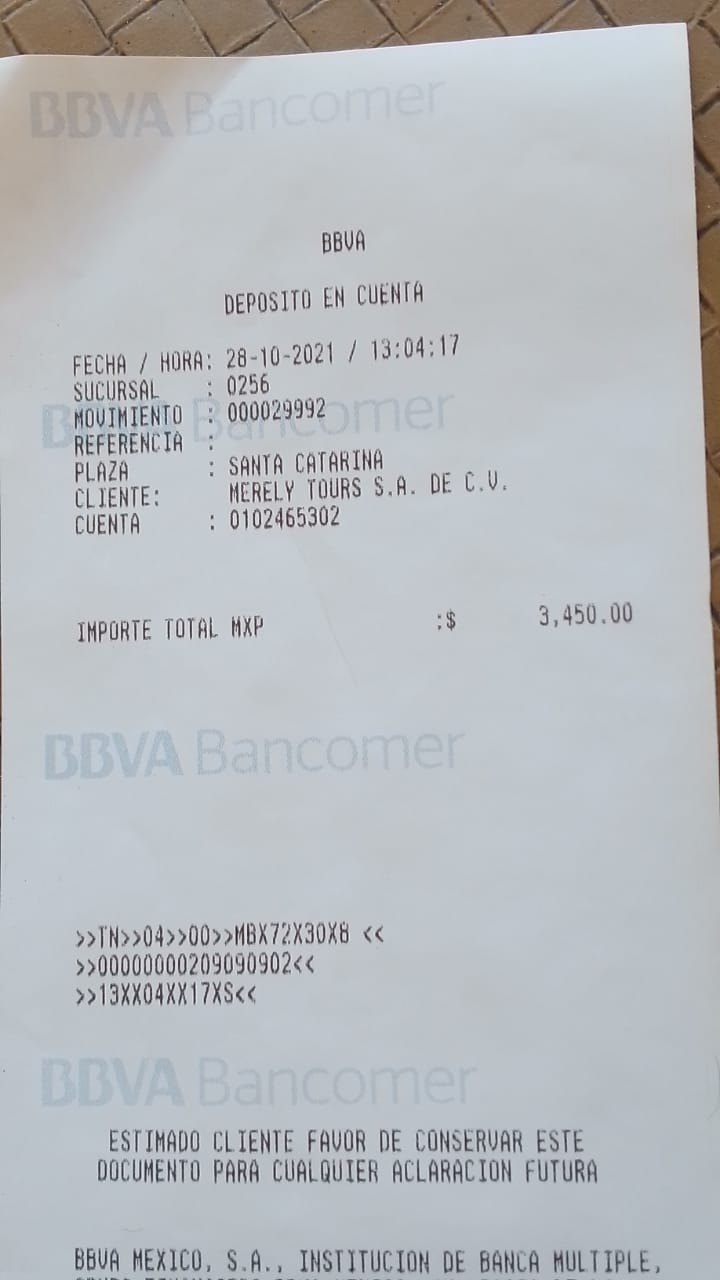 BBVA Bancomer
BBVA
DEPOSITO EN CUENTA
FECHA / HORA: 28-10-2021 / 13:04:17
SUCURSAL : 0256
BBVA Bancomer
MOVIMIENTO : 000029992
REFERENCIA :
PLAZA : SANTA CATARINA
CLIENTE: MERELY TOURS S.A. DE C.V.
CUENTA : 0102465302
IMPORTE TOTAL MXP :$ 3,450.00
BBVA Bancomer
>>TN>>04>>00>>MBX72X30X8 <<
>>00000000209090902<<
>>13XX04XX17XS<<
BBVA Bancomer
ESTIMADO CLIENTE FAVOR DE CONSERVAR ESTE
DOCUMENTO PARA CUALQUIER ACLARACION FUTURA
BBVA MEXICO, S.A., INSTITUCION DE BANCA MULTIPLE,